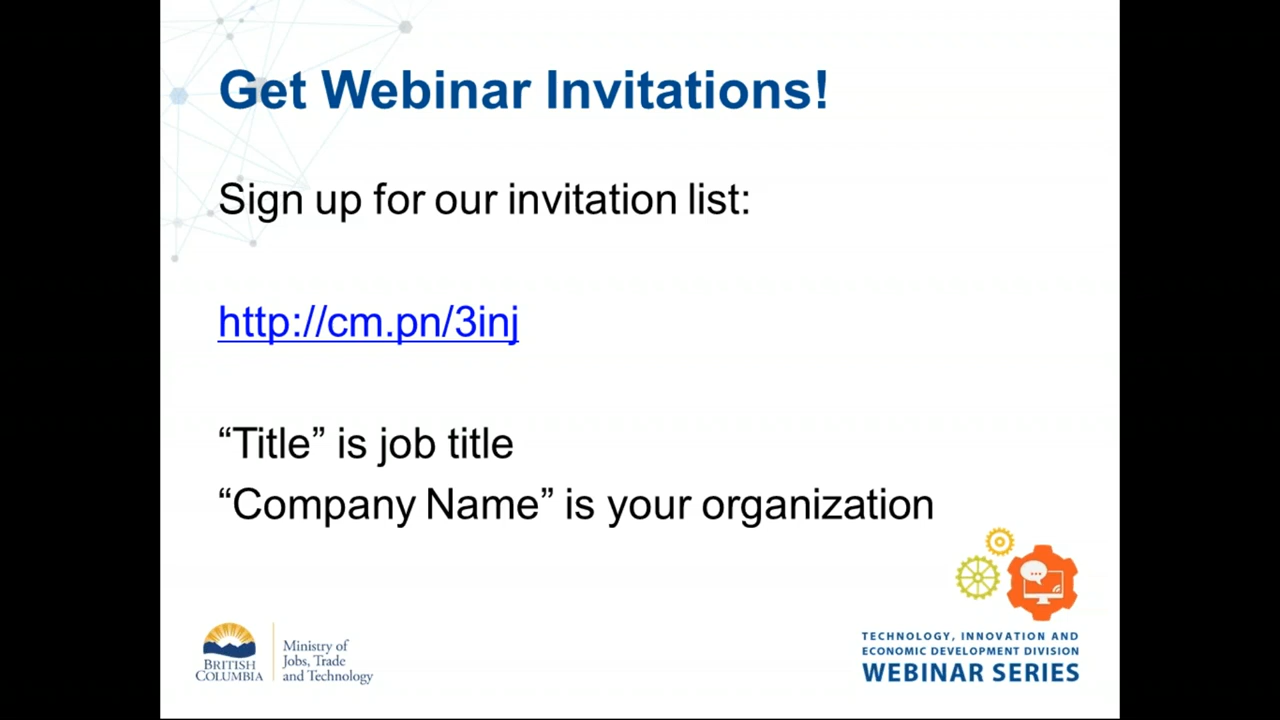 Get Webinar Invitations!
Sign up for our invitation list:
http://cm.pn/3inj
“Title” is job title
“Company Name” is your organization
BRITISH
COLUMBIA
Ministry of
Jobs, Trade
and Technology
TECHNOLOGY, INNOVATION AND
ECONOMIC DEVELOPMENT DIVISION
WEBINAR SERIES